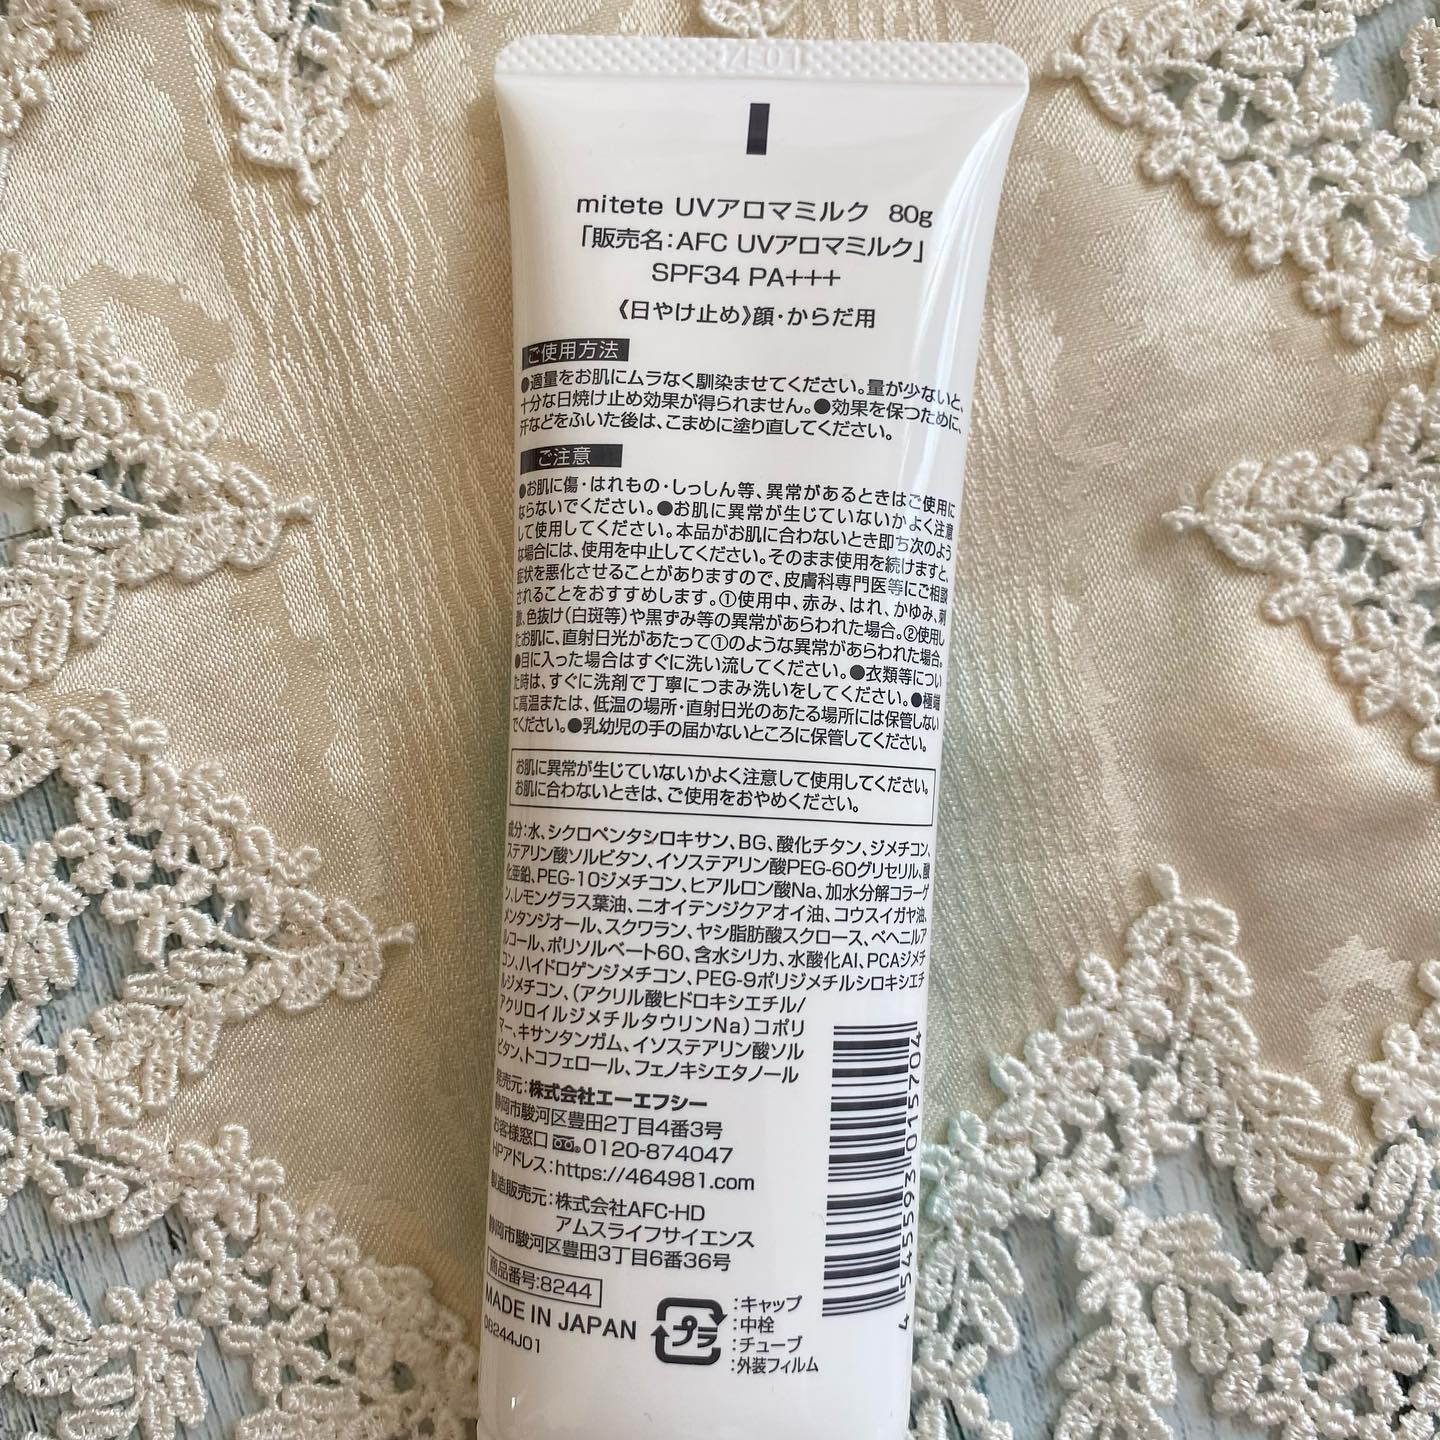 mitete UVアロマミルク 80g
「販売名:AFC UVアロマミルク」
SPF34 PA+++
《日やけ止め》顔・からだ用
ご使用方法
●適量をお肌にムラなく馴染ませてください。量が少ないと、
十分な日焼け止め効果が得られません。●効果を保つために、
汗などをふいた後は、こまめに塗り直してください。
ご注意
●お肌に傷・はれもの・しっしん等、異常があるときはご使用に
ならないでください。●お肌に異常が生じていないかよく注意
して使用してください。本品がお肌に合わないとき即ち次のよう
な場合には、使用を中止してください。そのまま使用を続けますと、
症状を悪化させることがありますので、皮膚科専門医等にご相談
されることをおすすめします。①使用中、赤み、はれ、かゆみ、刺
激、色抜け(白斑等)や黒ずみ等の異常があらわれた場合。②使用し
たお肌に、直射日光があたって①のような異常があらわれた場合。
●目に入った場合はすぐに洗い流してください。●衣類等につい
た時は、すぐに洗剤で丁寧につまみ洗いをしてください。●極端
に高温または、低温の場所・直射日光のあたる場所には保管しない
でください。●乳幼児の手の届かないところに保管してください。
お肌に異常が生じていないかよく注意して使用してください。
お肌に合わないときは、ご使用をおやめください。
成分:水、シクロペンタシロキサン、BG、酸化チタン、ジメチコン、
ステアリン酸ソルビタン、イソステアリン酸PEG-60グリセリル、酸
化亜鉛、PEG-10ジメチコン、ヒアルロン酸Na、加水分解コラーゲ
ン、レモングラス葉油、ニオイテンジクアオイ油、コウスイガヤ油、
メンタンジオール、スクワラン、ヤシ脂肪酸スクロース、ベヘニルア
ルコール、ポリソルベート60、含水シリカ、水酸化Al、PCAジメチ
コン、ハイドロゲンジメチコン、PEG-9ポリジメチルシロキシエチ
ルジメチコン、(アクリル酸ヒドロキシエチル/
アクリロイルジメチルタウリンNa)コポリ
マー、キサンタンガム、イソステアリン酸ソル
ビタン、トコフェロール、フェノキシエタノール
発売元:株式会社エーエフシー
静岡市駿河区豊田2丁目4番3号
お客様窓口 0120-874047
HPアドレス:https://464981.com
製造販売元:株式会社AFC-HD
アムスライフサイエンス
静岡市駿河区豊田3丁目6番36号
商品番号:8244
MADE IN JAPAN
08244J01
プラ
:キャップ
:中栓
:チューブ
:外装フィルム
4 545593 015704